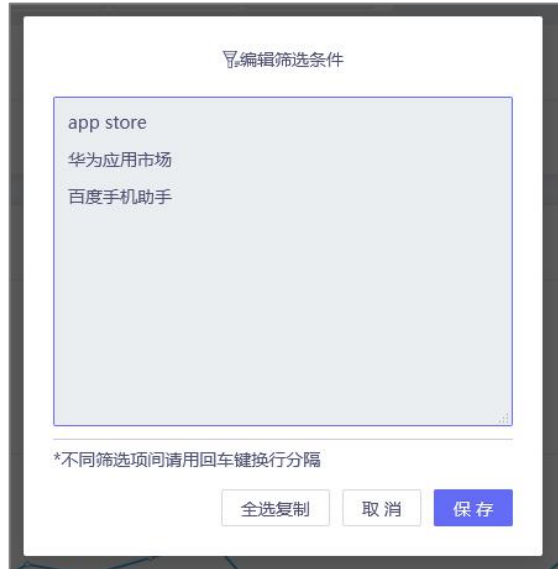 编辑筛选条件
app store
华为应用市场
百度手机助手
*不同筛选项间请用回车键换行分隔
全选复制 取消 保存